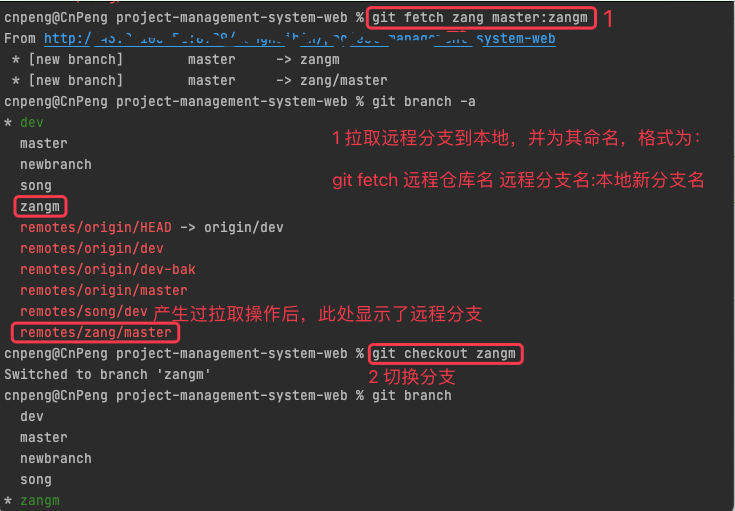 cnpeng@CnPeng project-management-system-web % git fetch zang master:zangm 1
From http: system-web
* [new branch] master -> zangm
* [new branch] master -> zang/master
cnpeng@CnPeng project-management-system-web % git branch -a
* dev
master
1 拉取远程分支到本地，并为其命名，格式为：
newbranch
song
git fetch 远程仓库名 远程分支名:本地新分支名
zangm
remotes/origin/HEAD -> origin/dev
remotes/origin/dev
remotes/origin/dev-bak
remotes/origin/master
remotes/song/dev 产生过拉取操作后，此处显示了远程分支
remotes/zang/master
cnpeng@CnPeng project-management-system-web % git checkout zangm
Switched to branch 'zangm'
2 切换分支
cnpeng@CnPeng project-management-system-web % git branch
dev
master
newbranch
song
* zangm